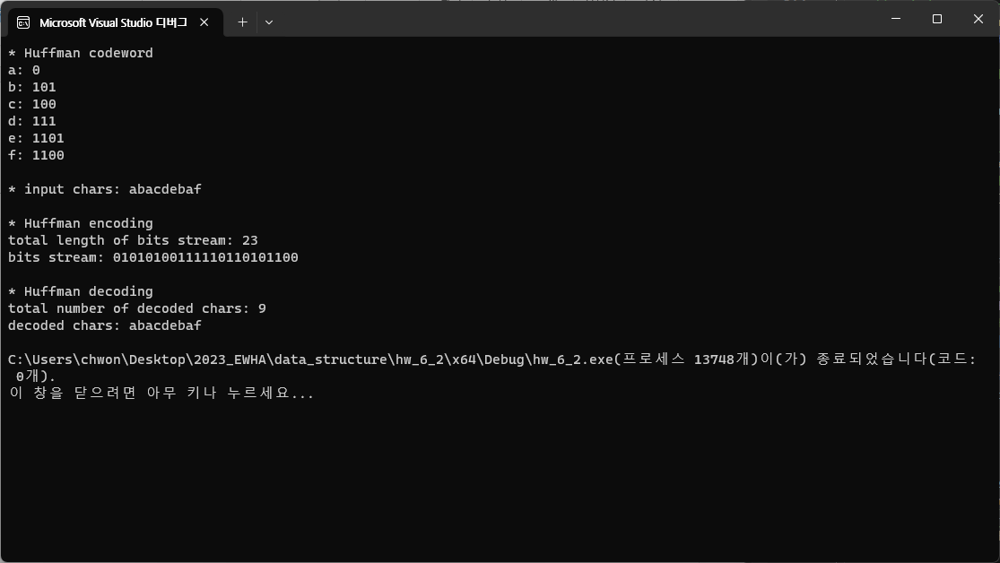 Microsoft Visual Studio 디버그
* Huffman codeword
a: 0
b: 101
c: 100
d: 111
e: 1101
f: 1100
* input chars: abacdebaf
* Huffman encoding
total length of bits stream: 23
bits stream: 01010100111110110101100
* Huffman decoding
total number of decoded chars: 9
decoded chars: abacdebaf
C:\Users\chwon\Desktop\2023_EWHA\data_structure\hw_6_2\x64\Debug\hw_6_2.exe(프로세스 13748개)이(가) 종료되었습니다(코드:
0개).
이 창을 닫으려면 아무 키나 누르세요...